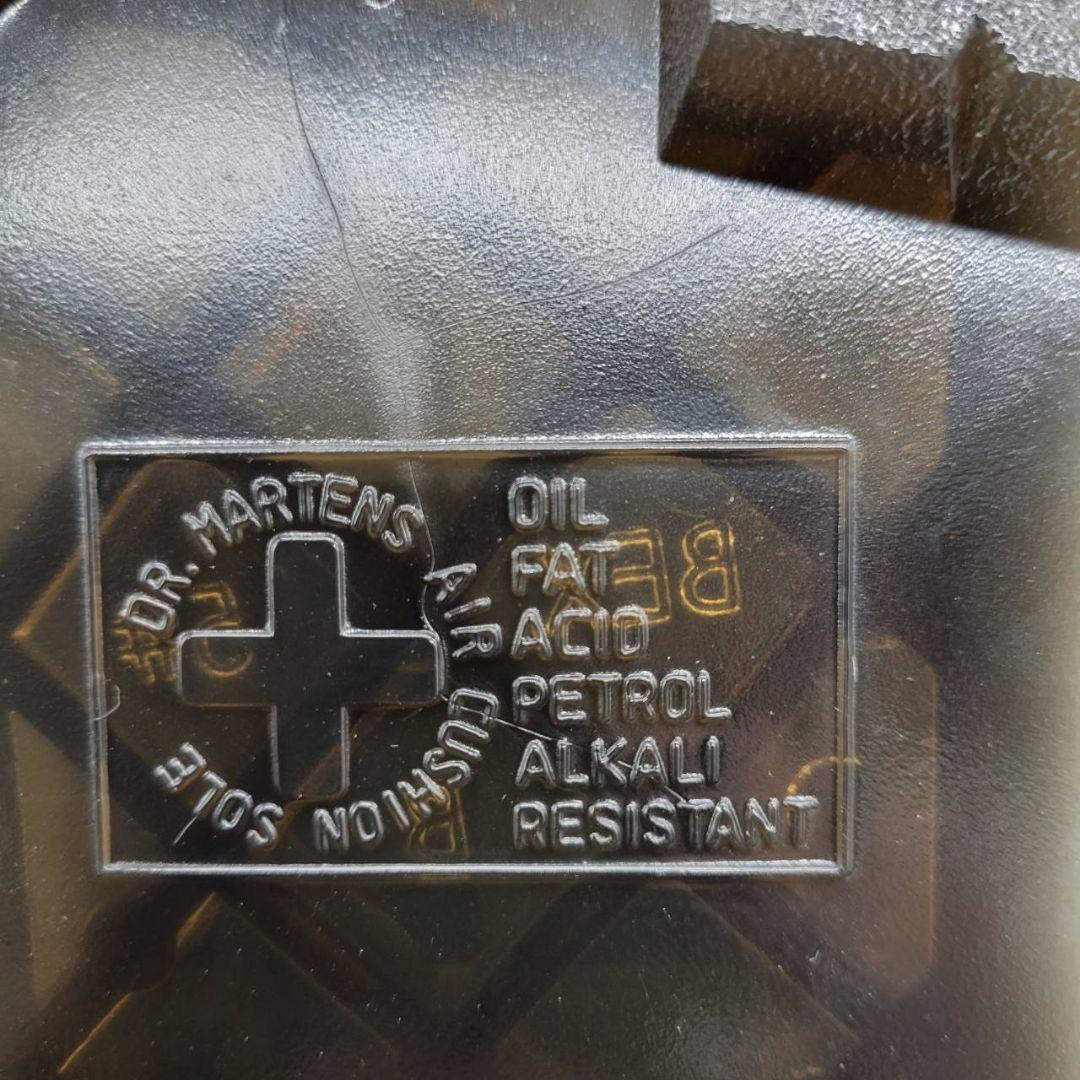 DR. MARTENS AIR CUSHION SOLE
OIL
FAT
ACID
PETROL
ALKALI
RESISTANT